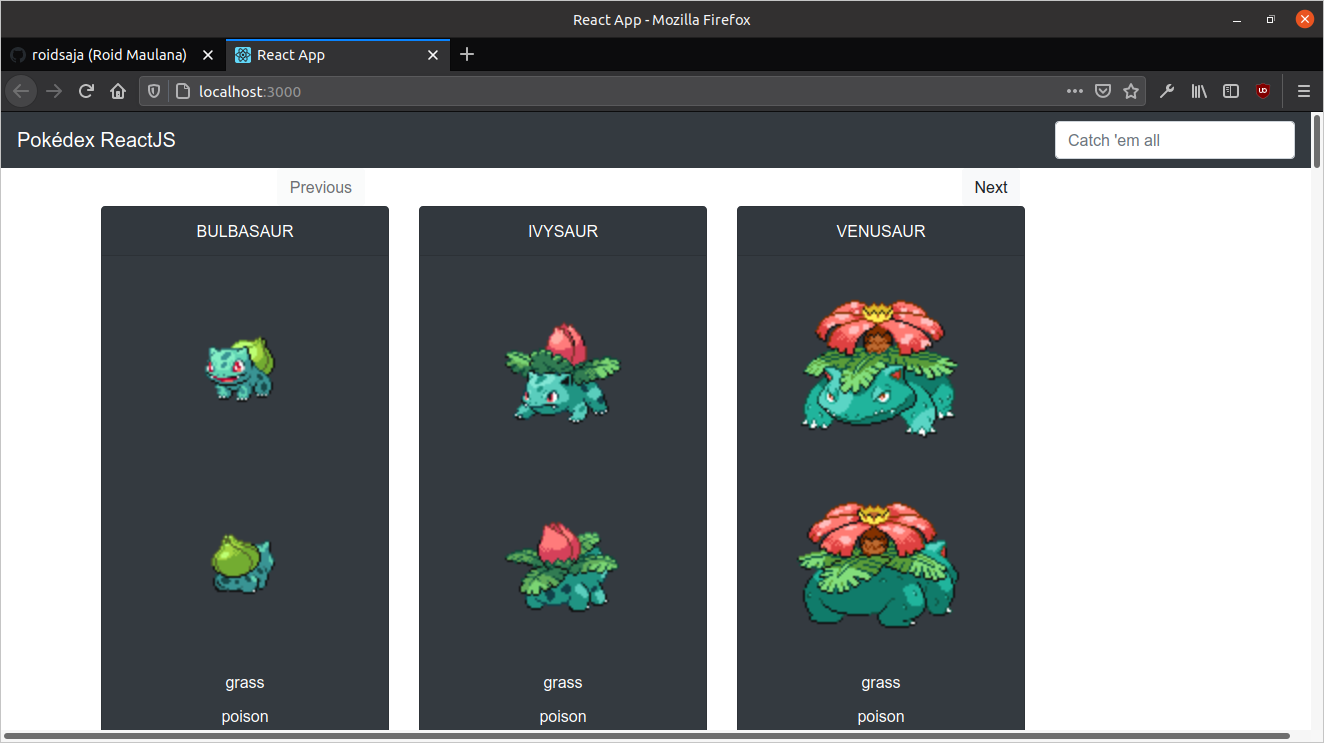 React App - Mozilla Firefox
roidsaja (Roid Maulana)
React App
localhost:3000
Pokédex ReactJS
Catch 'em all
Previous
Next
BULBASAUR
IVYSAUR
VENUSAUR
grass
grass
grass
poison
poison
poison